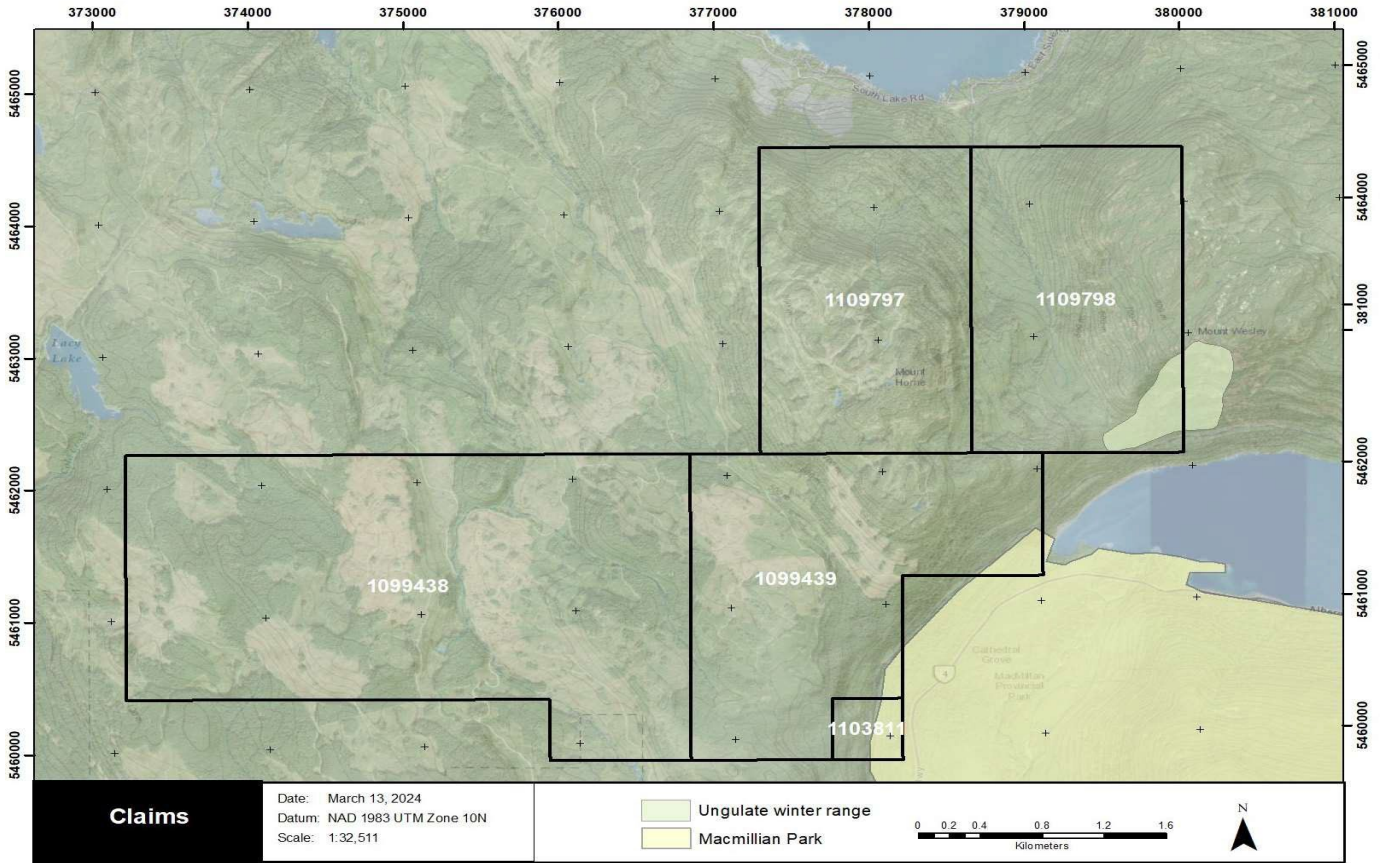 373000 374000 375000 376000 377000 378000 379000 380000 381000
5465000
5465000
South Lake Rd
5464000
5464000
1109797
1109798
381000
Mount Wesley
Lacy
Lake
5463000
Mount
Horne
5462000
5462000
1099438
1099439
5461000
5461000
Cathedral
Grove
4
MacMillan
Provincial
Park
1103811
5460000
5460000
Claims
Date: March 13, 2024
Datum: NAD 1983 UTM Zone 10N
Scale: 1:32,511
Ungulate winter range
Macmillian Park
0 0.2 0.4 0.8 1.2 1.6
Kilometers
N